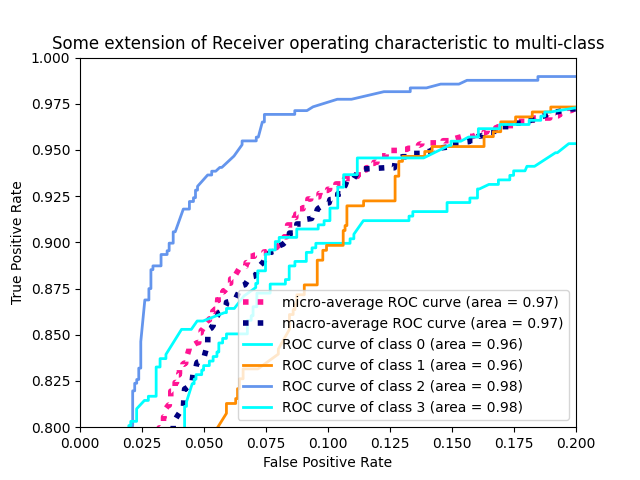 Some extension of Receiver operating characteristic to multi-class
1.000
0.975
0.950
0.925
0.900
0.875
0.850
0.825
0.800
True Positive Rate
micro-average ROC curve (area = 0.97)
macro-average ROC curve (area = 0.97)
ROC curve of class 0 (area = 0.96)
ROC curve of class 1 (area = 0.96)
ROC curve of class 2 (area = 0.98)
ROC curve of class 3 (area = 0.98)
0.000 0.025 0.050 0.075 0.100 0.125 0.150 0.175 0.200
False Positive Rate